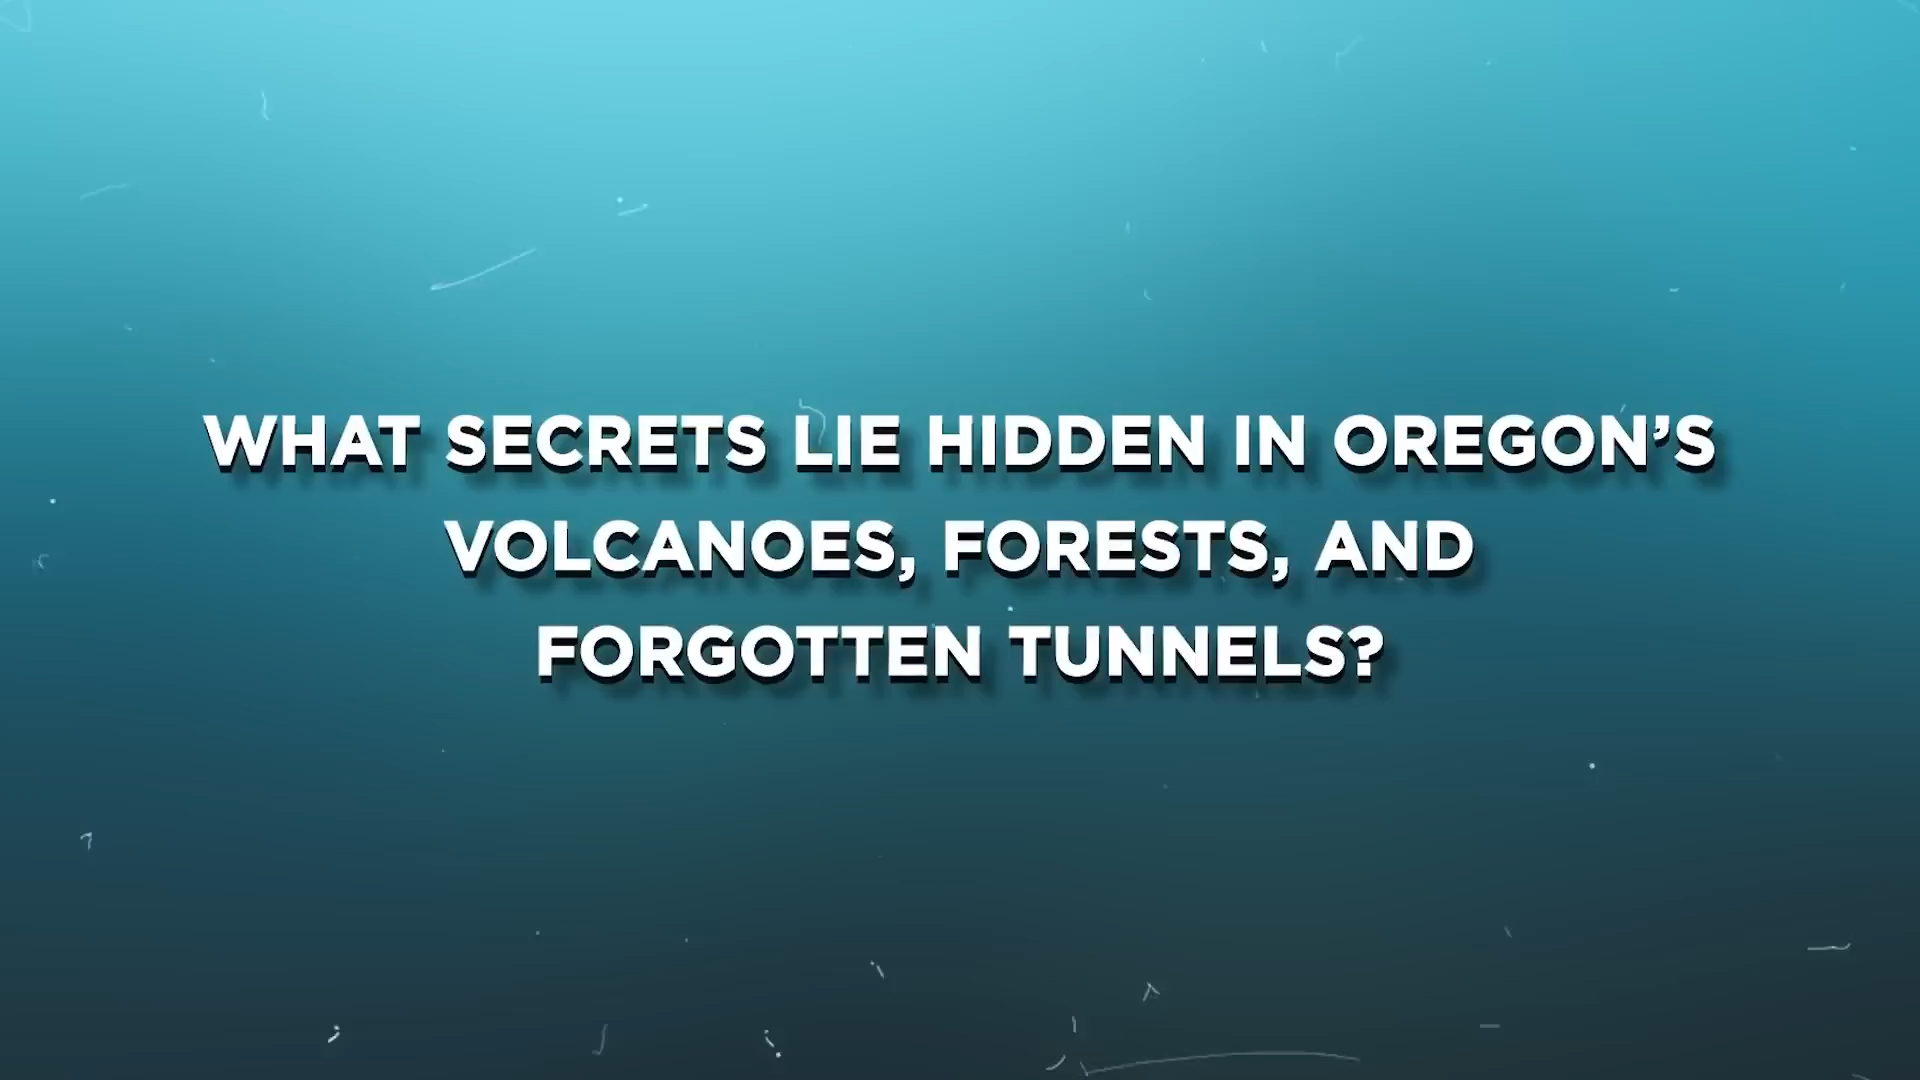 WHAT SECRETS LIE HIDDEN IN OREGON’S
VOLCANOES, FORESTS, AND
FORGOTTEN TUNNELS?